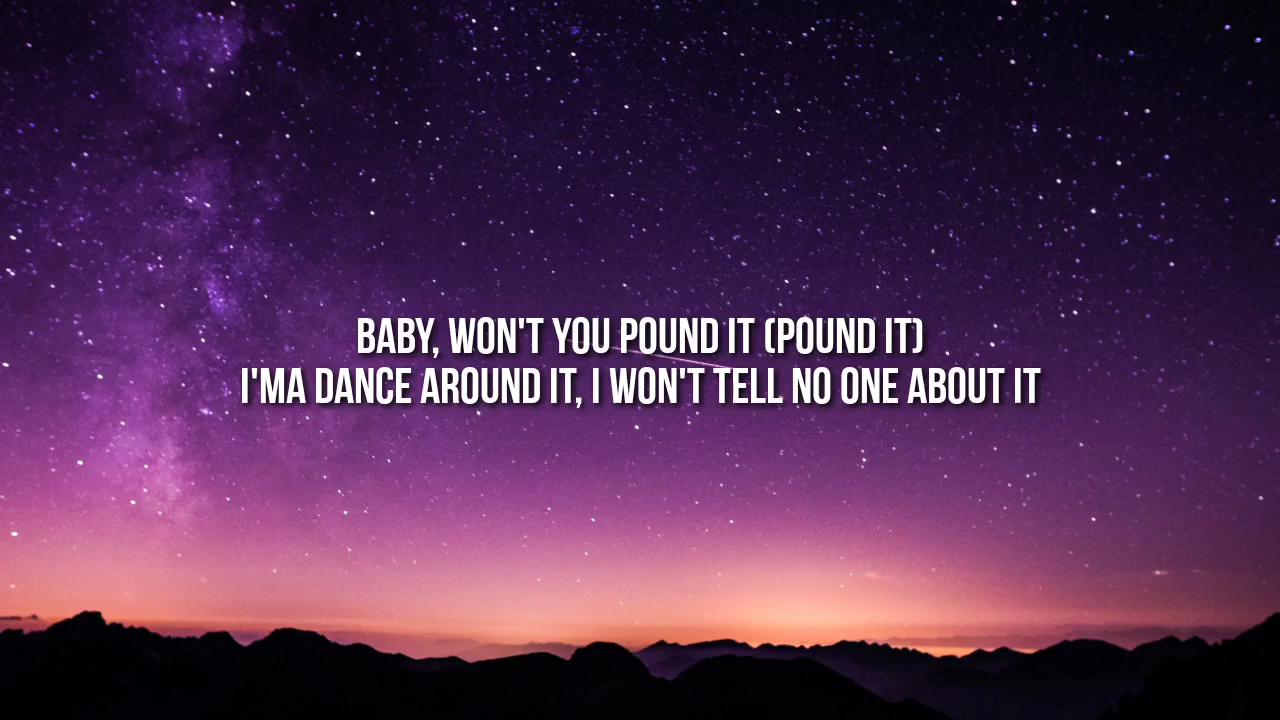 BABY, WON'T YOU POUND IT (POUND IT)
I'MA DANCE AROUND IT, I WON'T TELL NO ONE ABOUT IT